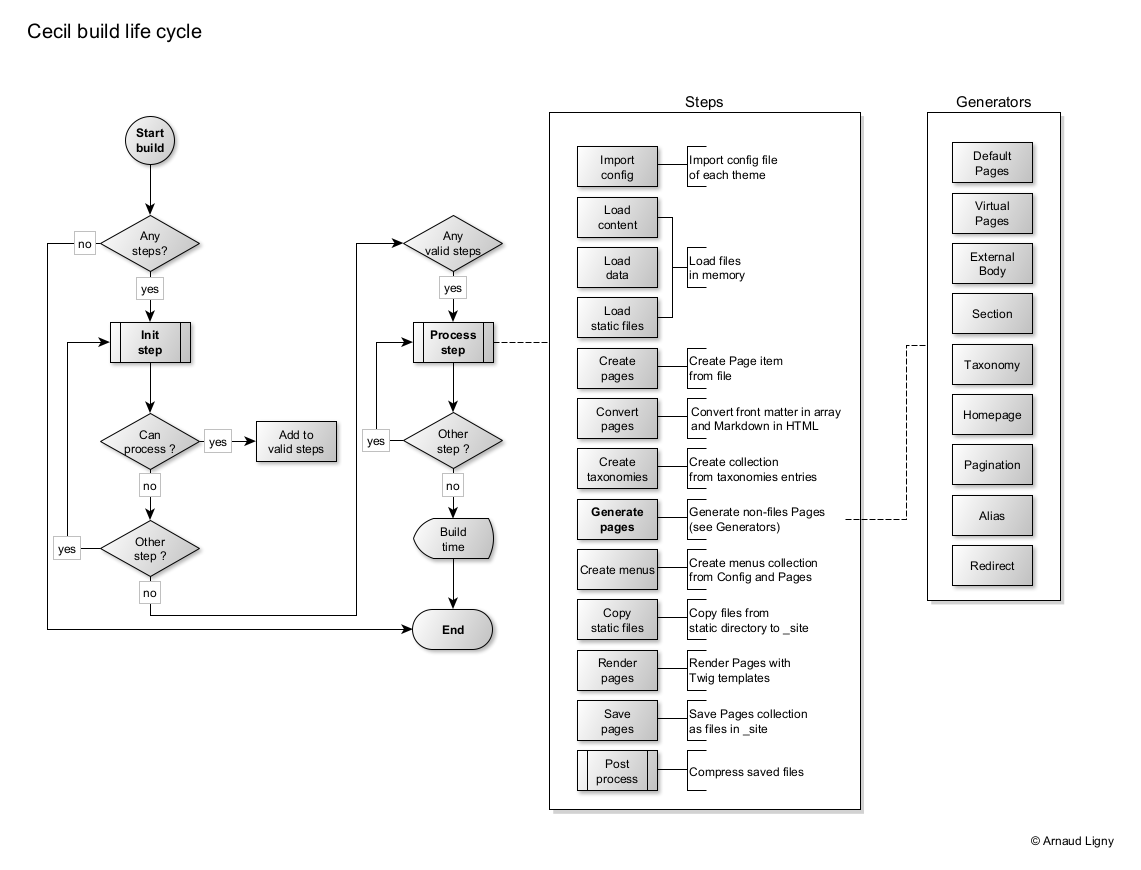 Cecil build life cycle
Start
build
Any
steps?
no
yes
Init
step
Can
process ?
yes
Add to
valid steps
no
Other
step ?
yes
no
Any
valid steps
yes
Process
step
Other
step ?
yes
no
Build
time
End
Steps
Import
config
Import config file
of each theme
Load
content
Load
data
Load files
in memory
Load
static files
Create
pages
Create Page item
from file
Convert
pages
Convert front matter in array
and Markdown in HTML
Create
taxonomies
Create collection
from taxonomies entries
Generate
pages
Generate non-files Pages
(see Generators)
Create menus
Create menus collection
from Config and Pages
Copy
static files
Copy files from
static directory to _site
Render
pages
Render Pages with
Twig templates
Save
pages
Save Pages collection
as files in _site
Post
process
Compress saved files
Generators
Default
Pages
Virtual
Pages
External
Body
Section
Taxonomy
Homepage
Pagination
Alias
Redirect
© Arnaud Ligny